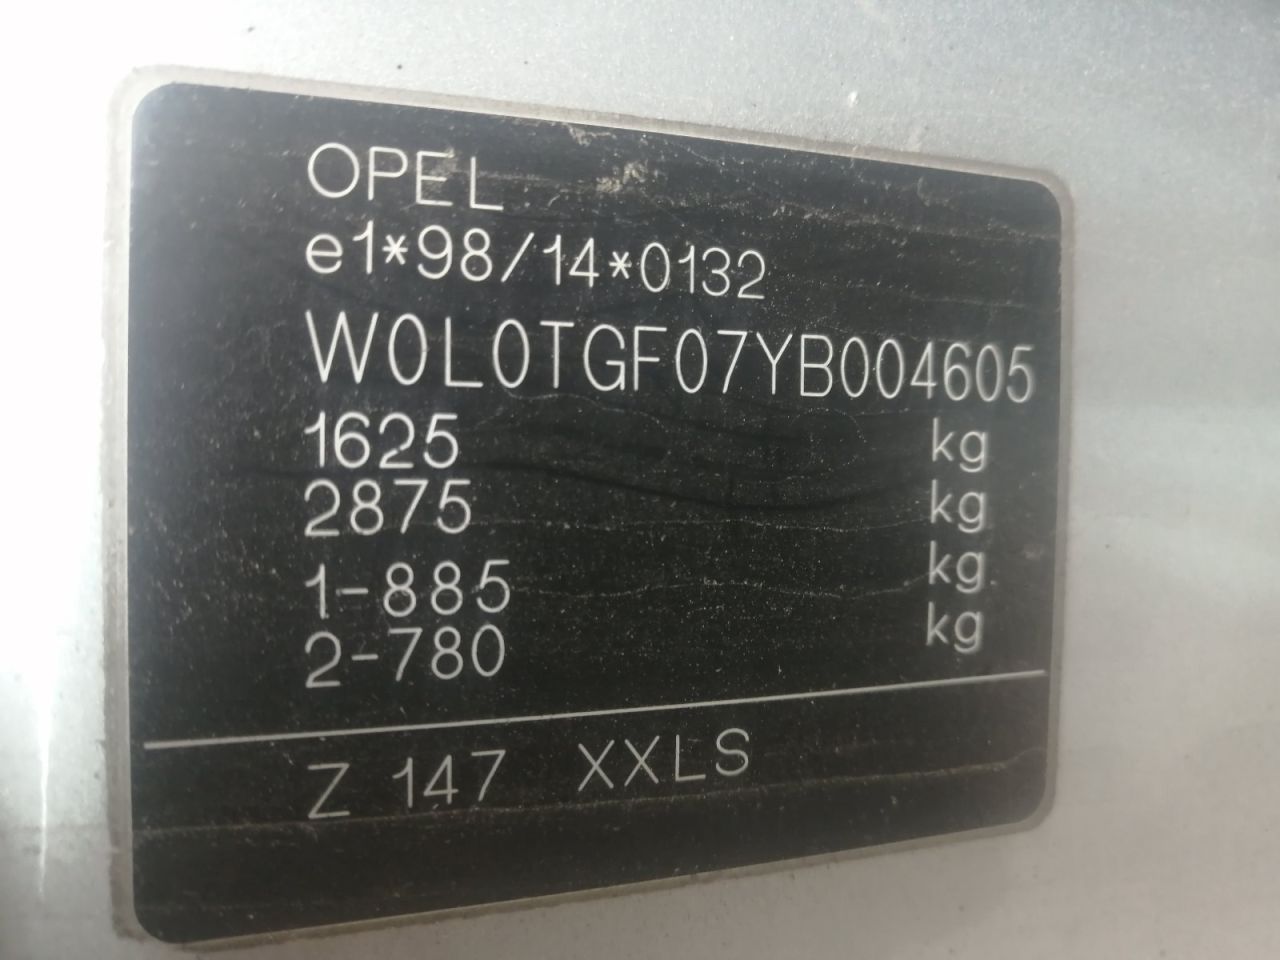 OPEL
e1*98/14*0132
W0L0TGF07YB004605
1625 kg
2875 kg
1-885 kg
2-780 kg
Z 147 XXLS